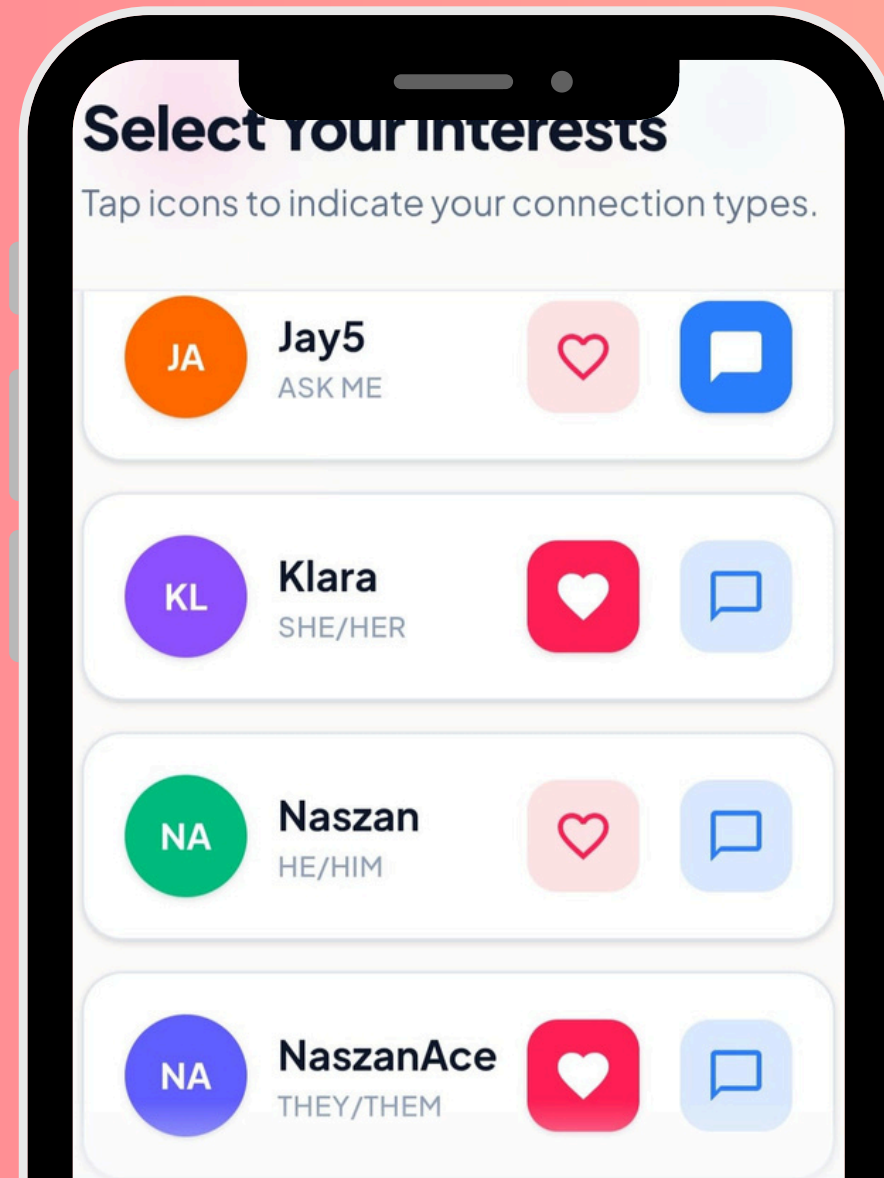 Select Your Interests
Tap icons to indicate your connection types.
JA
Jay5
ASK ME
KL
Klara
SHE/HER
NA
Naszan
HE/HIM
NA
NaszanAce
THEY/THEM